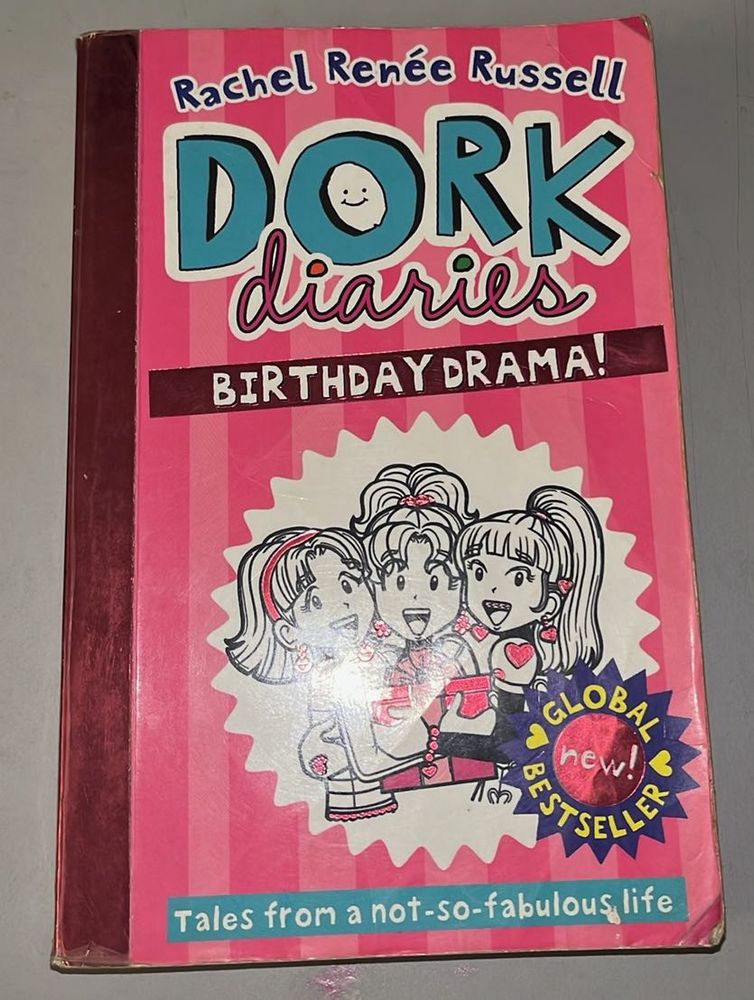 Rachel Renée Russell
DORK
diaries
BIRTHDAY DRAMA!
GLOBAL
new!
BESTSELLER
Tales from a not-so-fabulous life